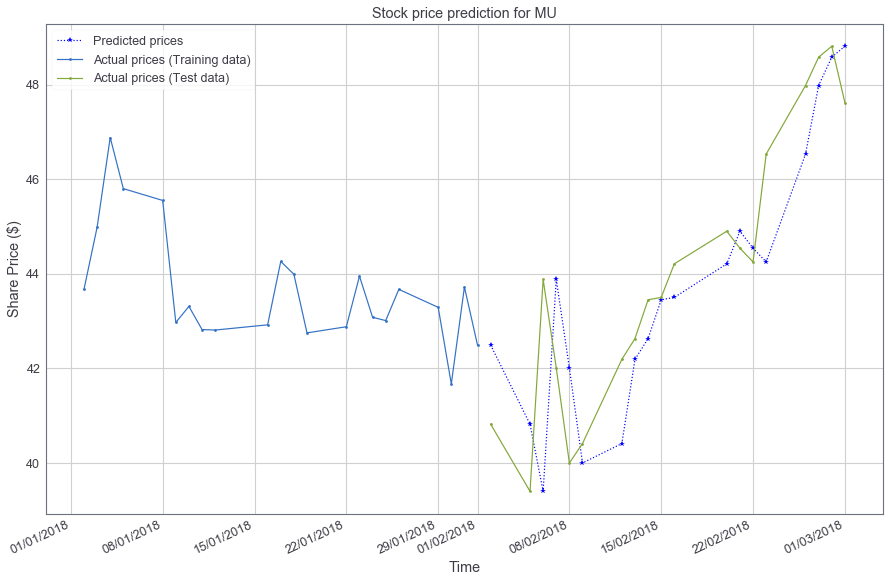 Stock price prediction for MU
Predicted prices
Actual prices (Training data)
Actual prices (Test data)
48
46
44
42
40
Share Price ($)
01/01/2018
08/01/2018
15/01/2018
22/01/2018
29/01/2018
01/02/2018
08/02/2018
15/02/2018
22/02/2018
01/03/2018
Time